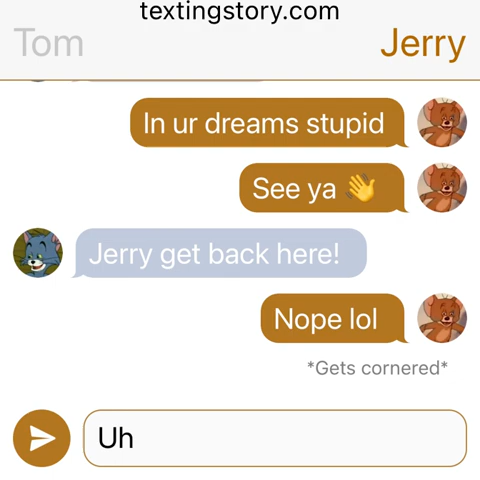 textingstory.com
Tom
Jerry
In ur dreams stupid
See ya 👋
Jerry get back here!
Nope lol
*Gets cornered*
Uh